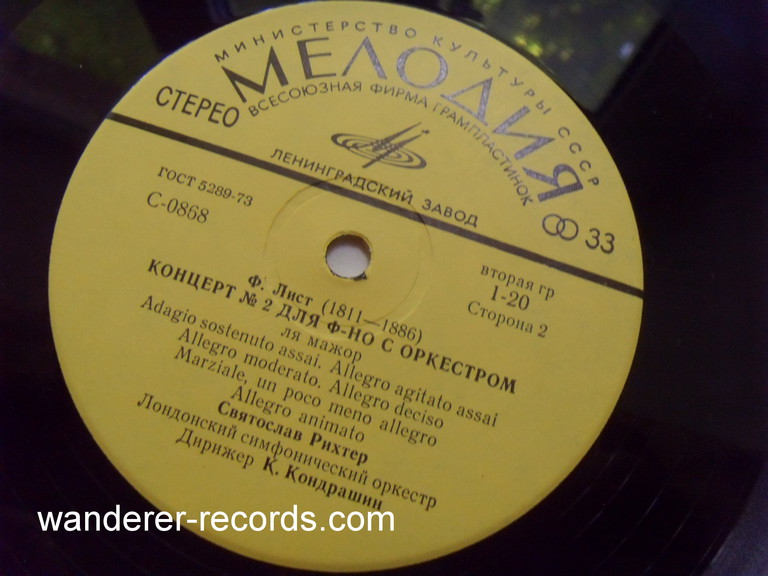 МИНИСТЕРСТВО КУЛЬТУРЫ СССР
МЕЛОДИЯ
ВСЕСОЮЗНАЯ ФИРМА ГРАМПЛАСТИНОК
СТЕРЕО
ЛЕНИНГРАДСКИЙ ЗАВОД
33
ГОСТ 5289-73
С-0868
вторая гр
1-20
Сторона 2
Ф. Лист (1811—1886)
КОНЦЕРТ № 2 ДЛЯ Ф-НО С ОРКЕСТРОМ
ля мажор
Adagio sostenuto assai. Allegro agitato assai
Allegro moderato. Allegro deciso
Marziale, un poco meno allegro
Allegro animato
Святослав Рихтер
Лондонский симфонический оркестр
Дирижер К. Кондрашин
wanderer-records.com